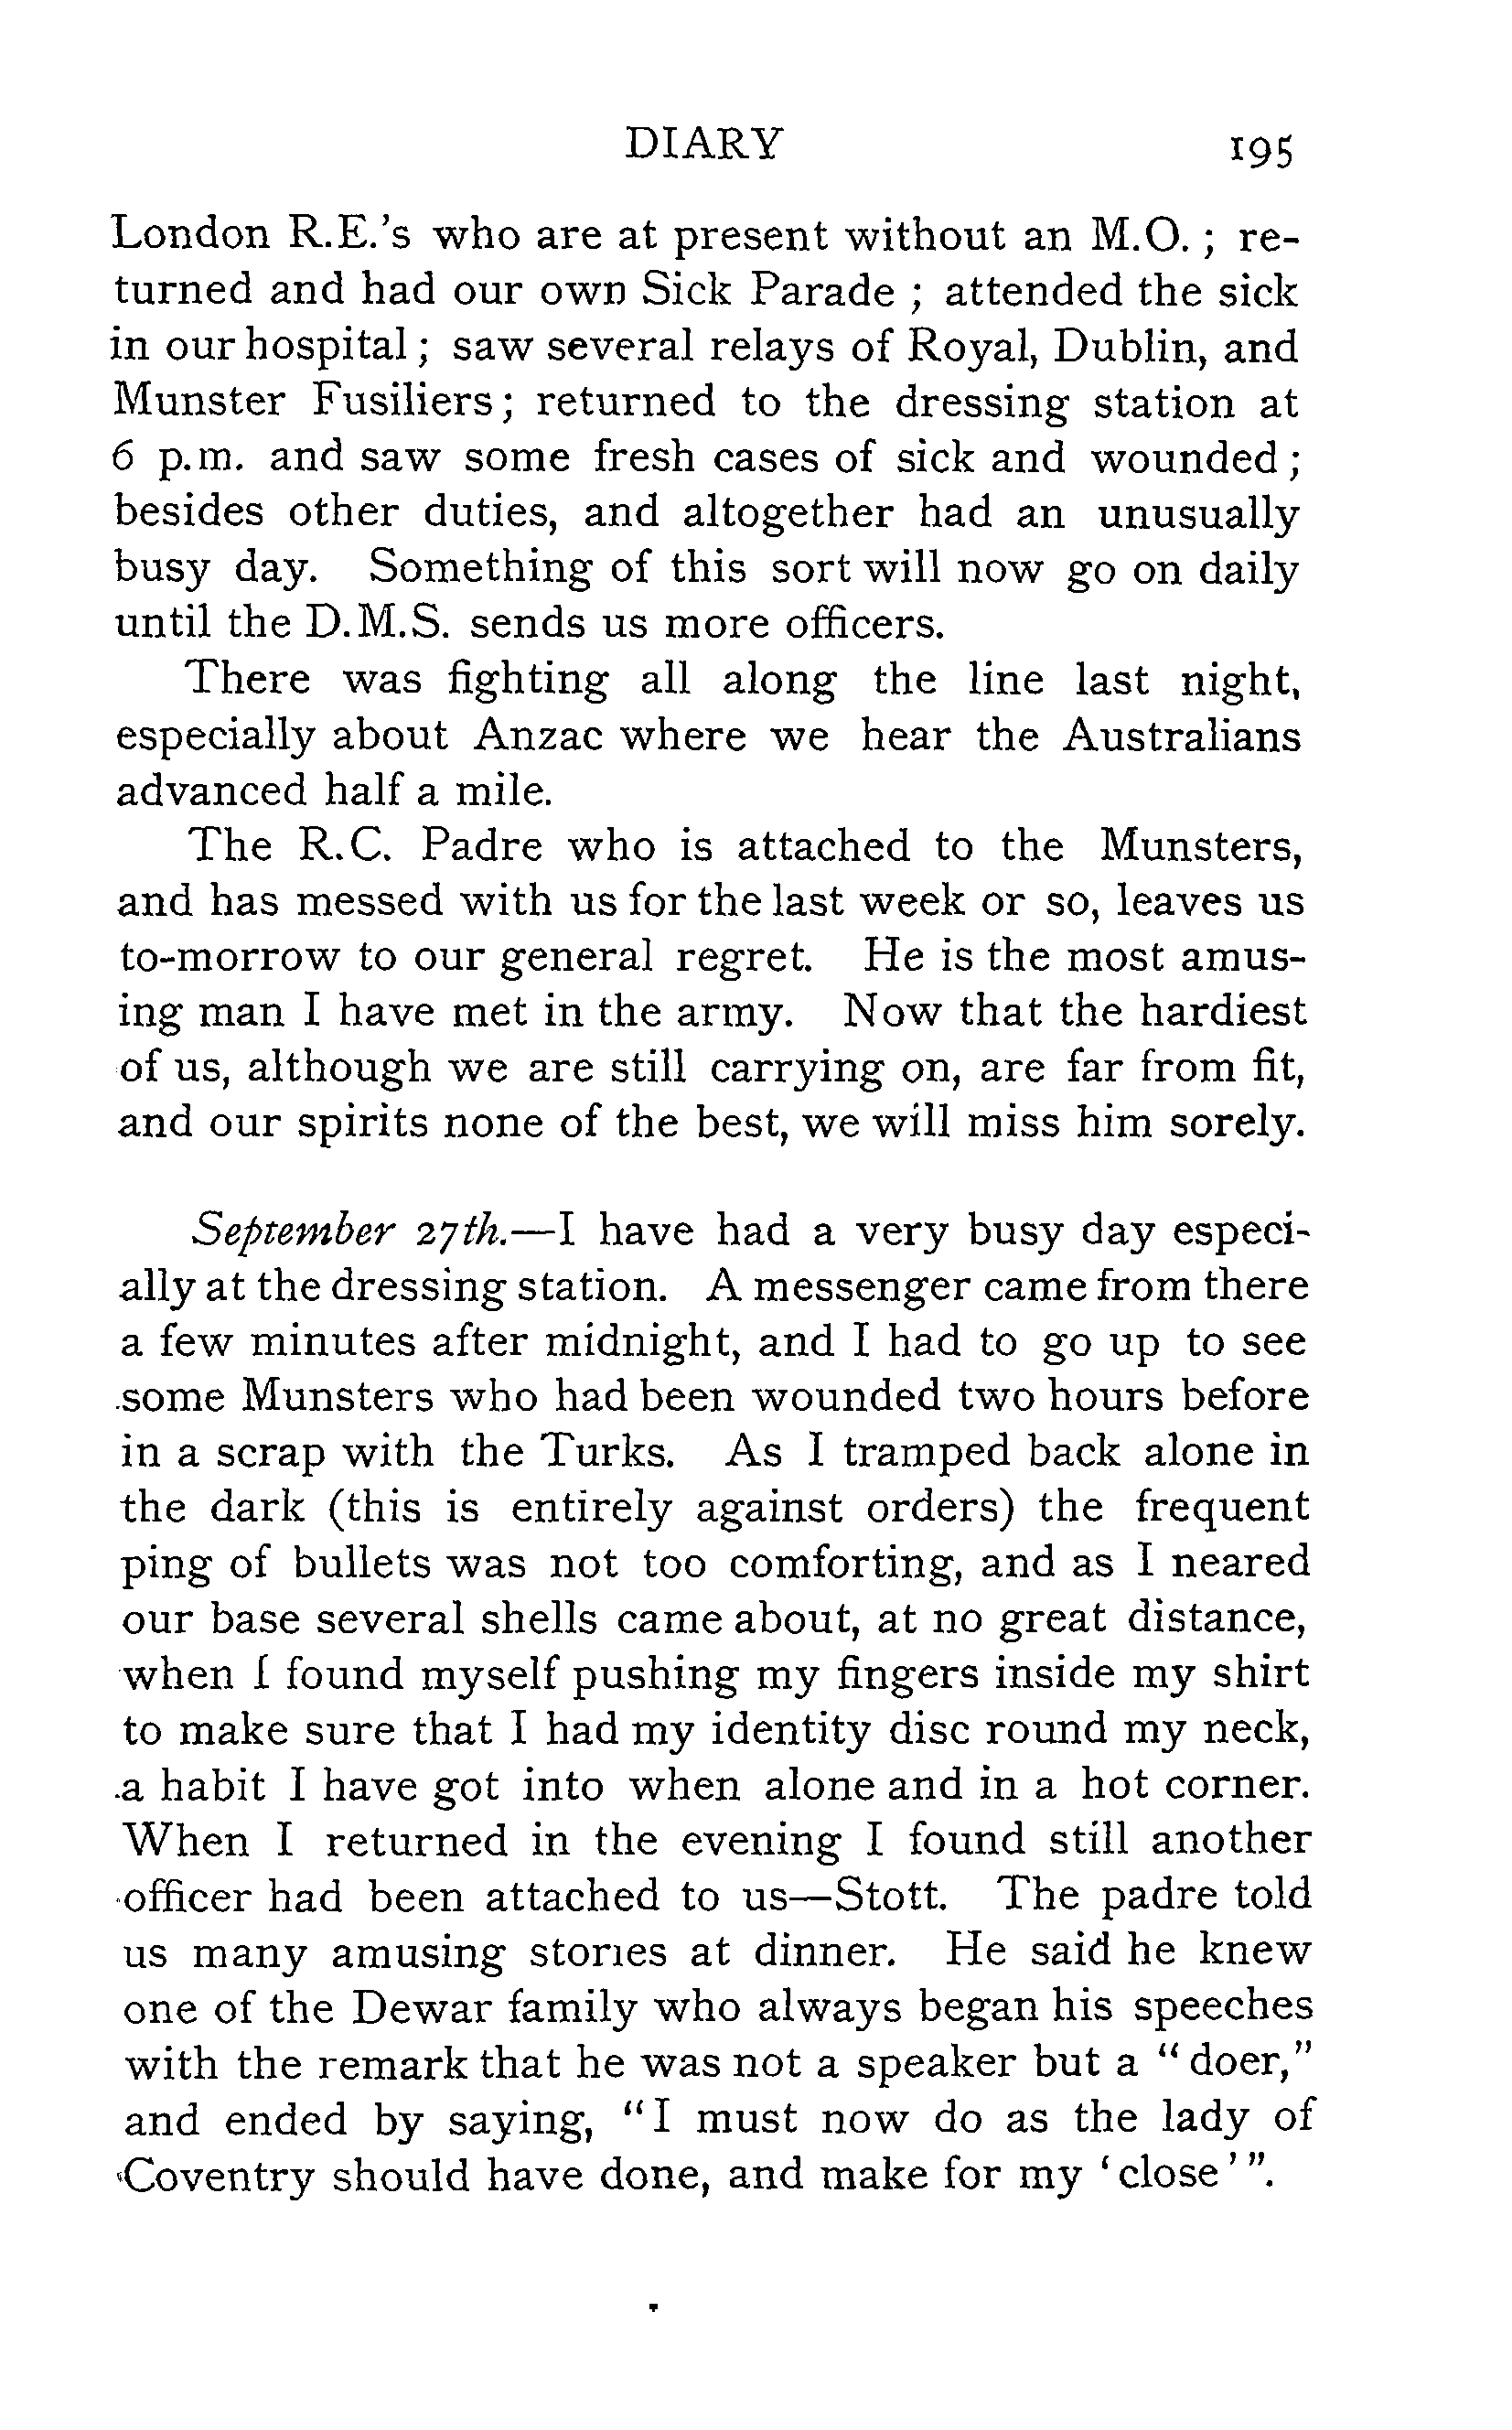 DIARY 195
London R.E.'s who are at present without an M.O. ; re-
turned and had our own Sick Parade ; attended the sick
in our hospital ; saw several relays of Royal, Dublin, and
Munster Fusiliers ; returned to the dressing station at
6 p.m. and saw some fresh cases of sick and wounded ;
besides other duties, and altogether had an unusually
busy day. Something of this sort will now go on daily
until the D.M.S. sends us more officers.
There was fighting all along the line last night,
especially about Anzac where we hear the Australians
advanced half a mile.
The R.C. Padre who is attached to the Munsters,
and has messed with us for the last week or so, leaves us
to-morrow to our general regret. He is the most amus-
ing man I have met in the army. Now that the hardiest
of us, although we are still carrying on, are far from fit,
and our spirits none of the best, we will miss him sorely.
September 27th.—I have had a very busy day especi-
ally at the dressing station. A messenger came from there
a few minutes after midnight, and I had to go up to see
some Munsters who had been wounded two hours before
in a scrap with the Turks. As I tramped back alone in
the dark (this is entirely against orders) the frequent
ping of bullets was not too comforting, and as I neared
our base several shells came about, at no great distance,
when I found myself pushing my fingers inside my shirt
to make sure that I had my identity disc round my neck,
a habit I have got into when alone and in a hot corner.
When I returned in the evening I found still another
officer had been attached to us—Stott. The padre told
us many amusing stories at dinner. He said he knew
one of the Dewar family who always began his speeches
with the remark that he was not a speaker but a "doer,"
and ended by saying, "I must now do as the lady of
Coventry should have done, and make for my 'close'".